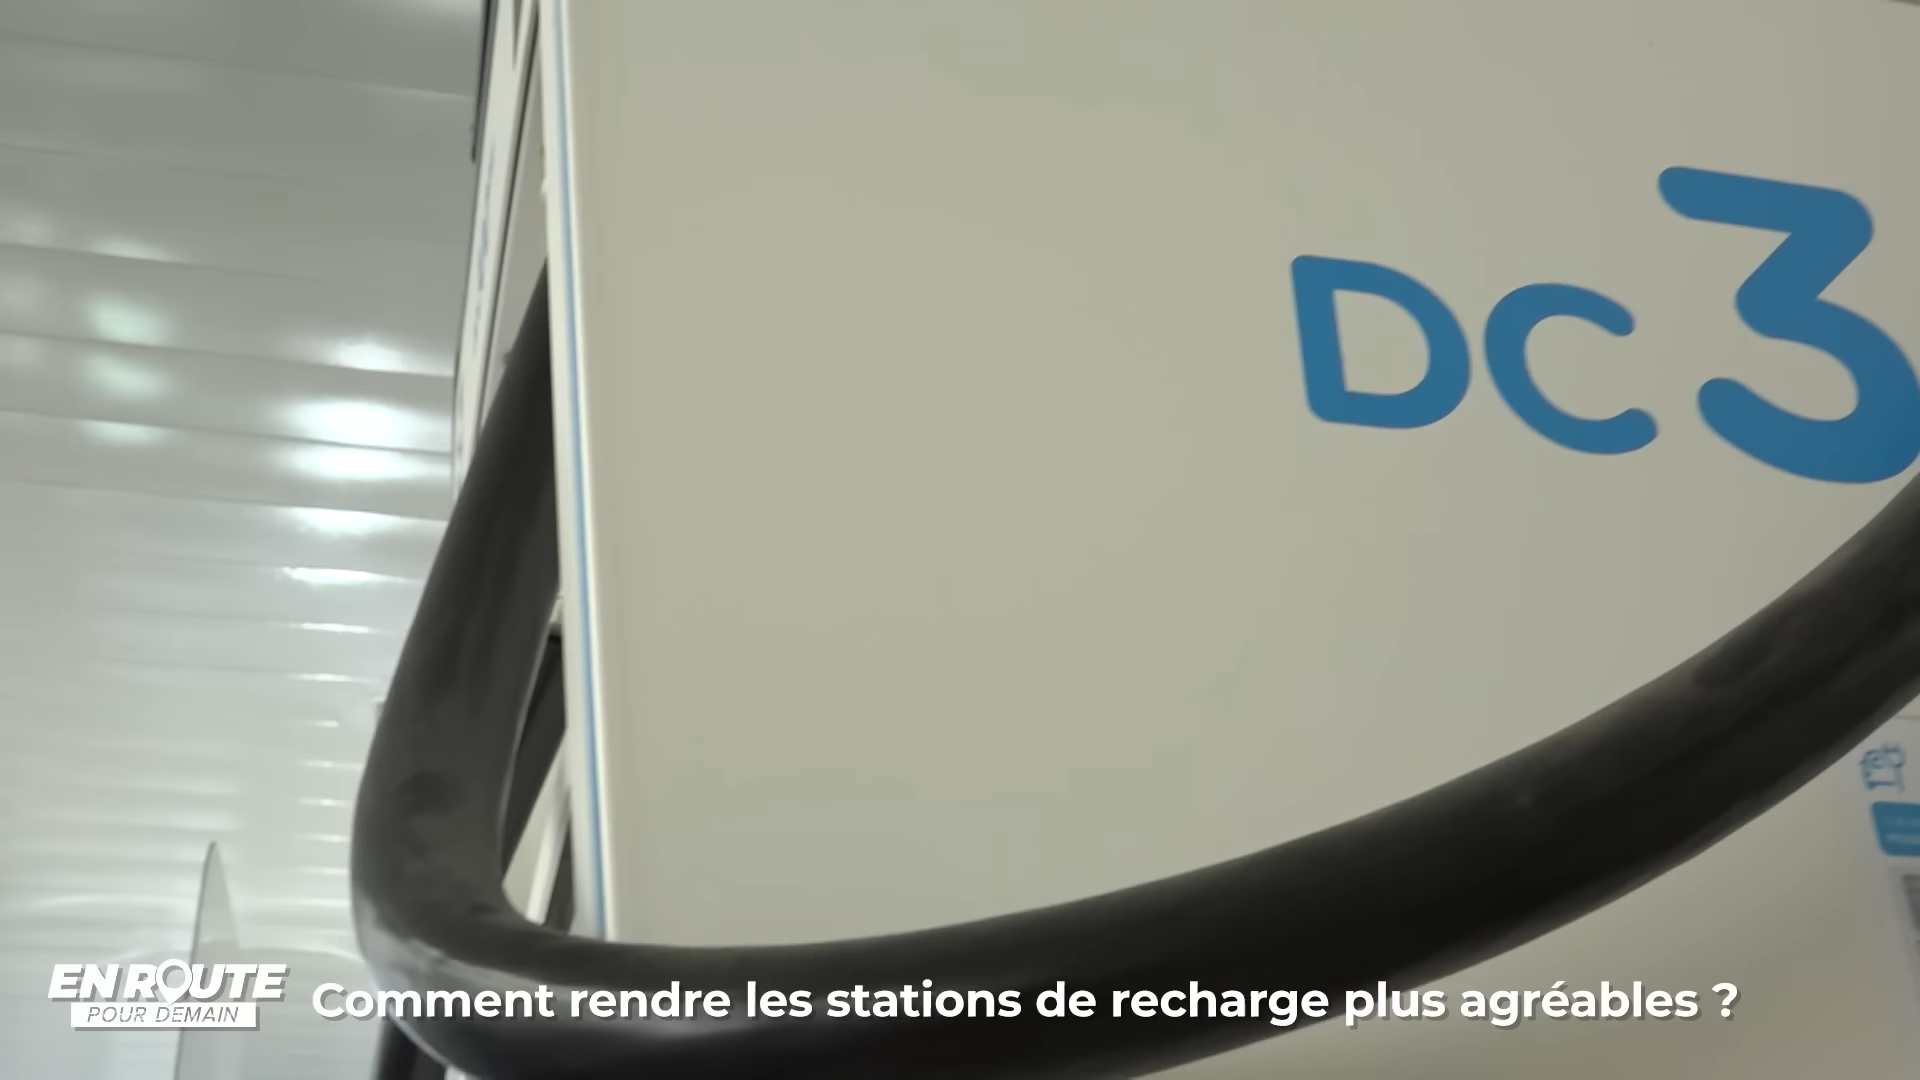 DC3
EN ROUTE
POUR DEMAIN
Comment rendre les stations de recharge plus agréables ?